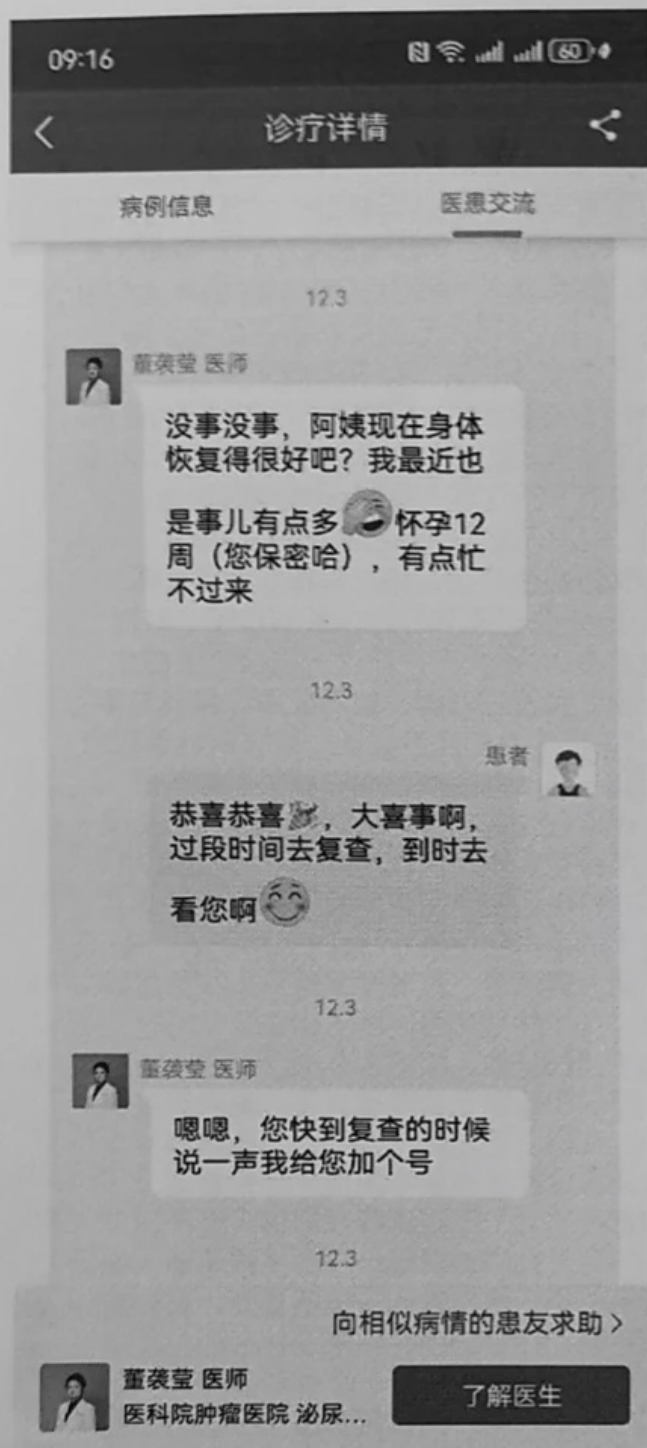 09:16
60
诊疗详情
病例信息
医患交流
12.3
董袭莹 医师
没事没事，阿姨现在身体
恢复得很好吧？我最近也
是事儿有点多怀孕12
周（您保密哈），有点忙
不过来
12.3
患者
恭喜恭喜，大喜事啊，
过段时间去复查，到时去
看您啊
12.3
董袭莹 医师
嗯嗯，您快到复查的时候
说一声我给您加个号
12.3
向相似病情的患友求助
董袭莹 医师
医科院肿瘤医院 泌尿...
了解医生